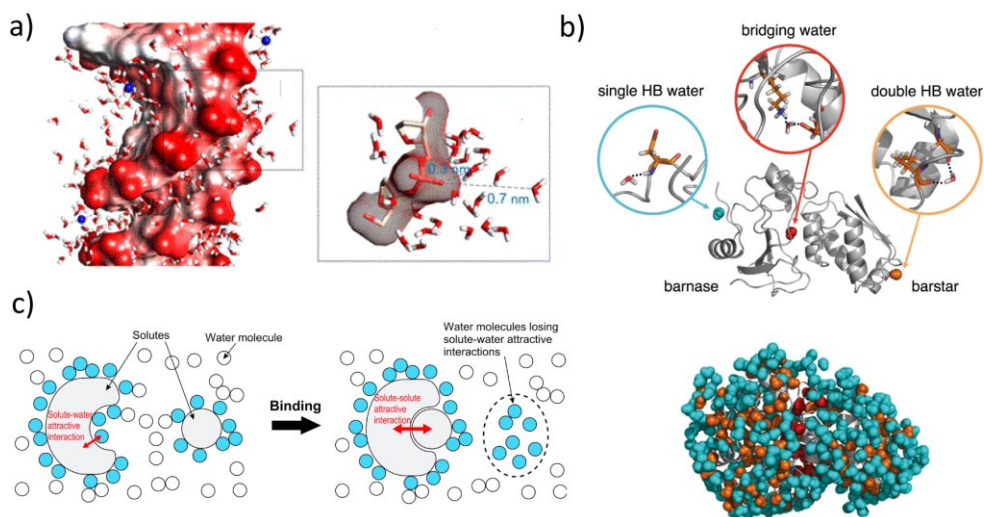 a)
0.3 nm
0.7 nm
b)
bridging water
single HB water
double HB water
barnase
barstar
c)
Solutes
Water molecule
Solute-water
attractive
interaction
Binding
Water molecules losing
solute-water attractive
interactions
Solute-solute
attractive
interaction